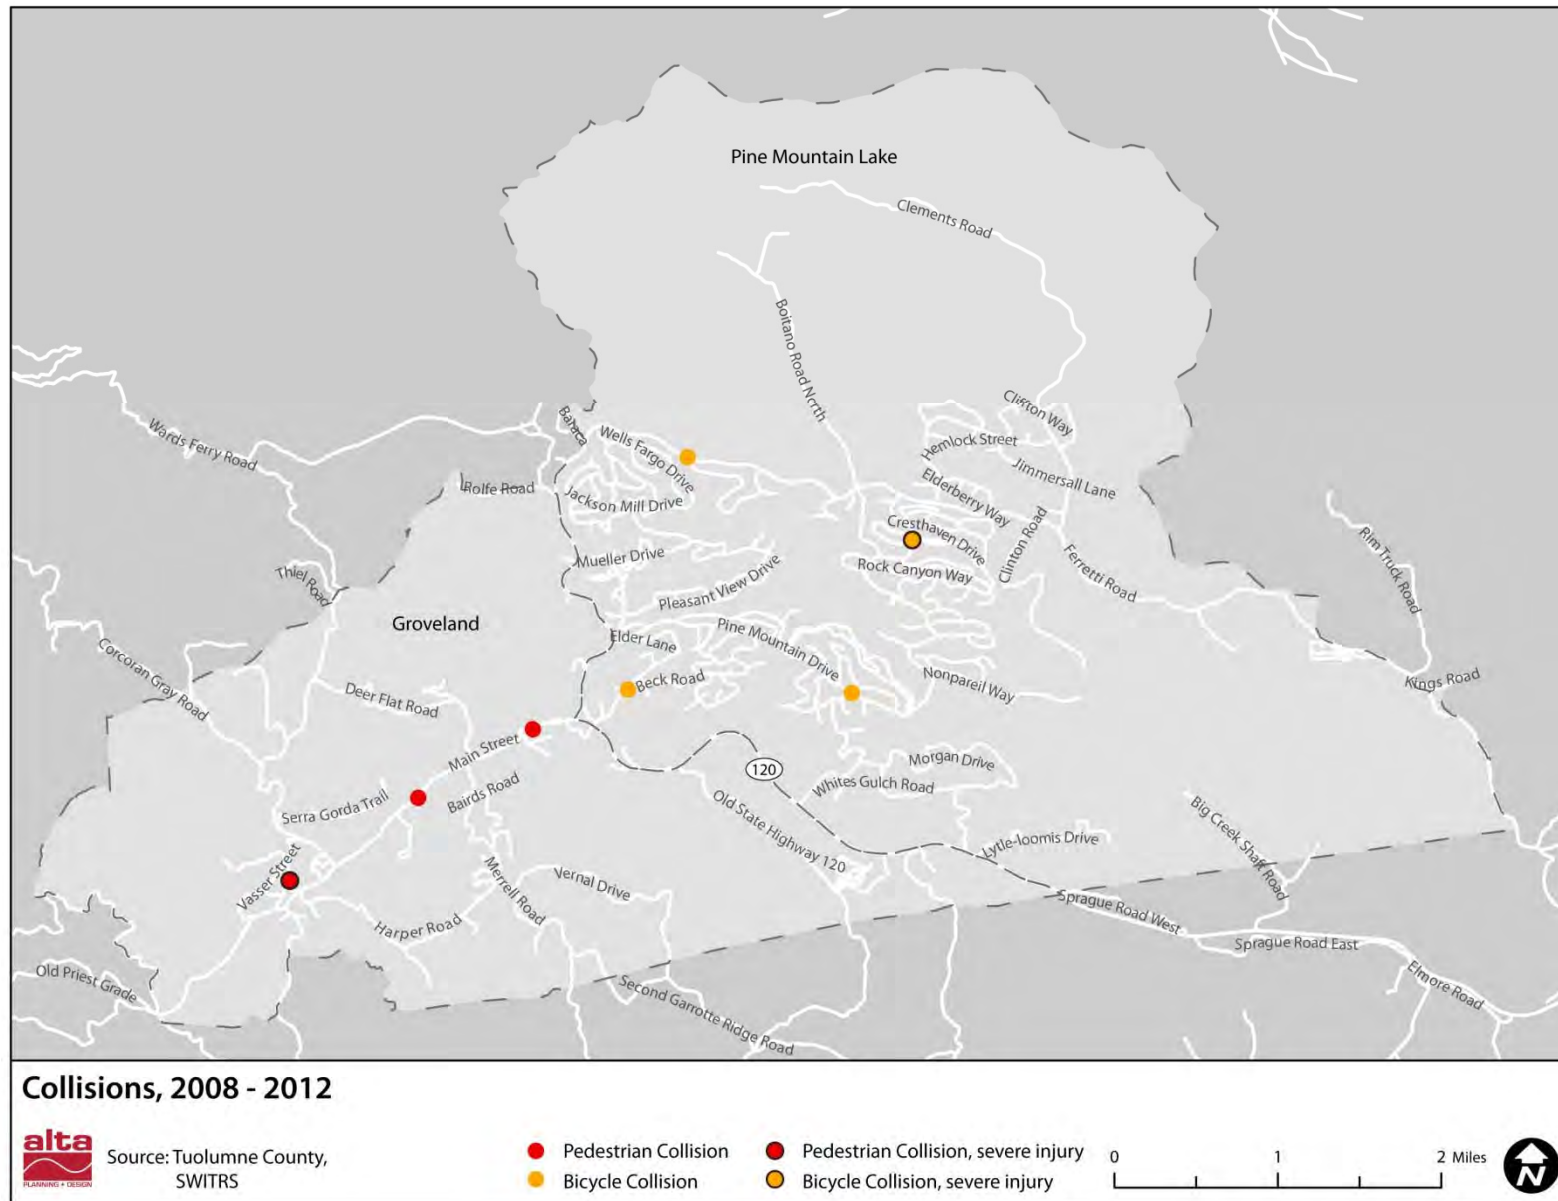 Pine Mountain Lake
Clements Road
Boitano Road North
Clifton Way
Baraca
Wells Fargo Drive
Hemlock Street
Wards Ferry Road
Jimmersall Lane
Rolfe Road
Jackson Mill Drive
Elderberry Way
Cresthaven Drive
Clinton Road
Rim Truck Road
Mueller Drive
Rock Canyon Way
Ferretti Road
Thiel Road
Pleasant View Drive
Groveland
Pine Mountain Drive
Elder Lane
Corcoran Gray Road
Beck Road
Nonpareil Way
Kings Road
Deer Flat Road
Main Street
120
Morgan Drive
Whites Gulch Road
Bairds Road
Serra Gorda Trail
Old State Highway 120
Big Creek Shaft Road
Lytle-loomis Drive
Vasser Street
Merrell Road
Vernal Drive
Harper Road
Sprague Road West
Sprague Road East
Old Priest Grade
Elmore Road
Second Garrotte Ridge Road
Collisions, 2008 - 2012
alta
PLANNING + DESIGN
Source: Tuolumne County,
SWITRS
Pedestrian Collision
Bicycle Collision
Pedestrian Collision, severe injury
Bicycle Collision, severe injury
0 1 2 Miles
N